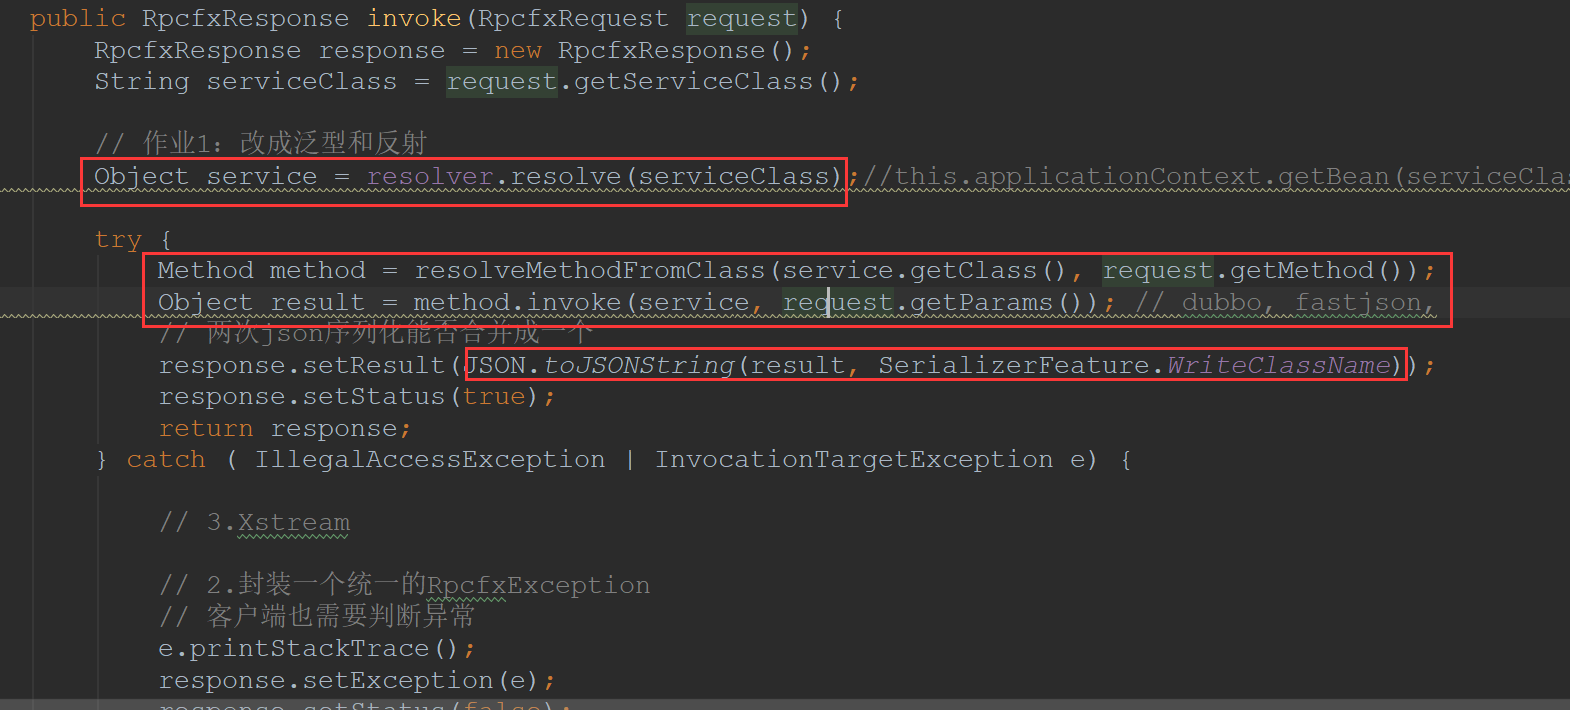 public RpcfxResponse invoke(RpcfxRequest request) {
RpcfxResponse response = new RpcfxResponse();
String serviceClass = request.getServiceClass();
// 作业1：改成泛型和反射
Object service = resolver.resolve(serviceClass);//this.applicationContext.getBean(serviceClas
try {
Method method = resolveMethodFromClass(service.getClass(), request.getMethod());
Object result = method.invoke(service, request.getParams()); // dubbo, fastjson,
// 两次json序列化能否合并成一个
response.setResult(JSON.toJSONString(result, SerializerFeature.WriteClassName));
response.setStatus(true);
return response;
} catch ( IllegalAccessException | InvocationTargetException e) {
// 3.Xstream
// 2.封装一个统一的RpcfxException
// 客户端也需要判断异常
e.printStackTrace();
response.setException(e);
response.setStatus(false);